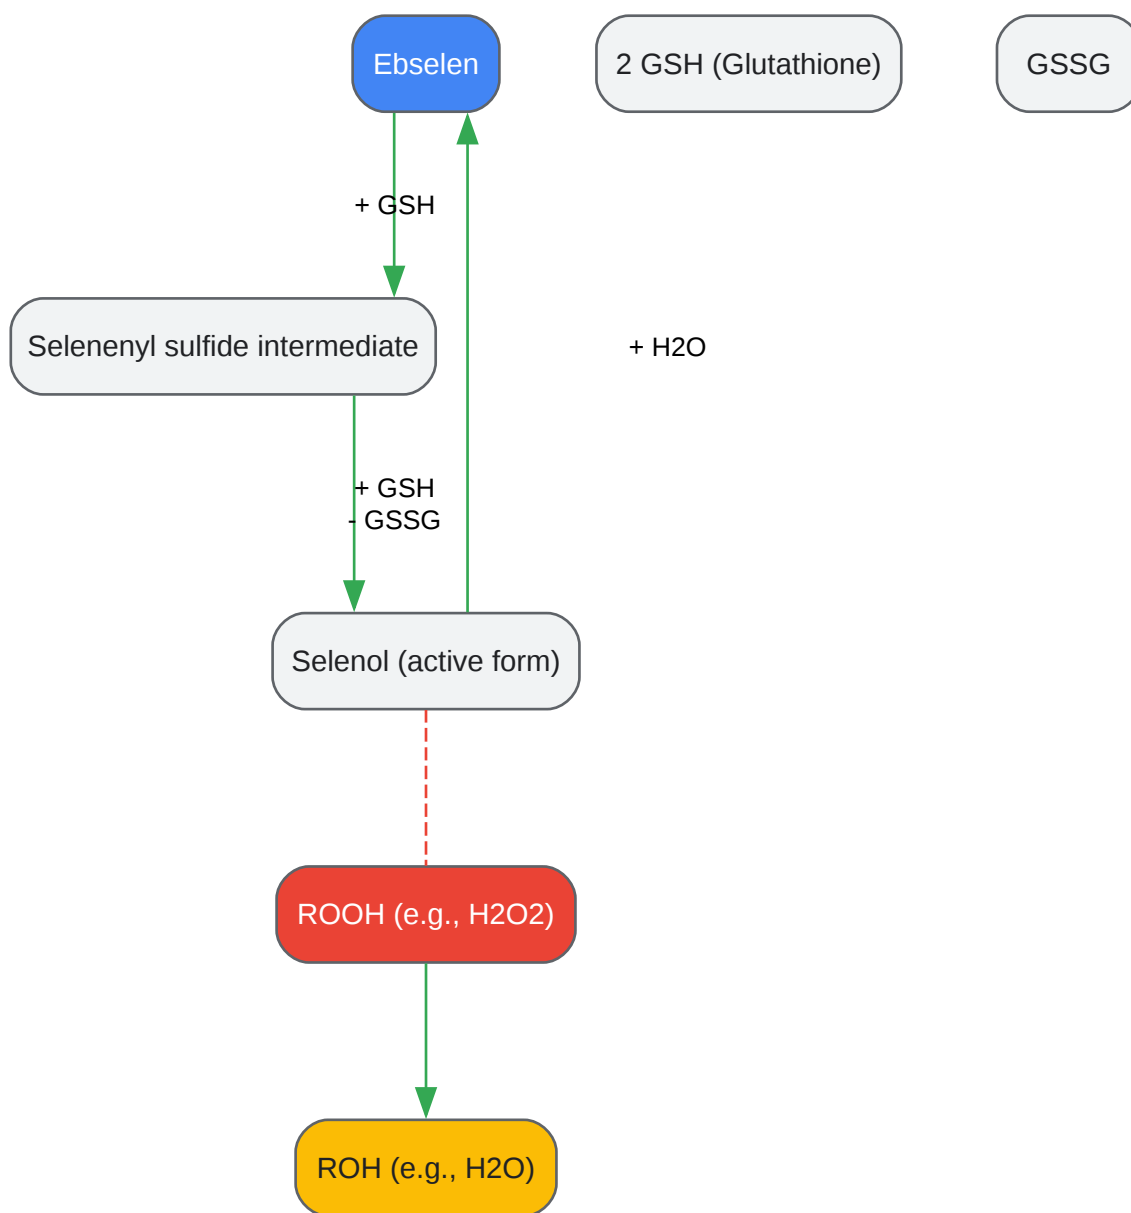 Ebselen
2 GSH (Glutathione)
GSSG
+ GSH
Selenenyl sulfide intermediate
+ H2O
+ GSH
- GSSG
Selenol (active form)
ROOH (e.g., H2O2)
ROH (e.g., H2O)